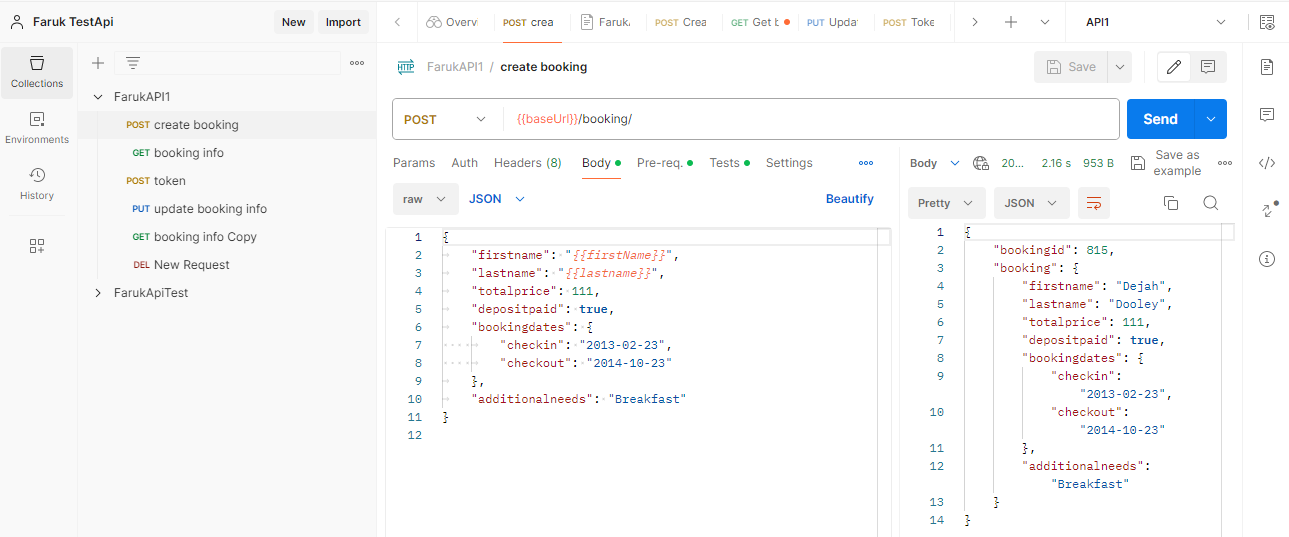 Faruk TestApi
New
Import
Overvi
POST crea
Faruk
POST Crea
GET Get b
PUT Upda
POST Toke
API1
Collections
Environments
History
FarukAPI1
POST create booking
GET booking info
POST token
PUT update booking info
GET booking info Copy
DEL New Request
FarukApiTest
HTTP FarukAPI1 / create booking
Save
POST {{baseUrl}}/booking/
Send
Params Auth Headers (8) Body Pre-req. Tests Settings
raw JSON Beautify
1 {
2 "firstname": "{{firstName}}",
3 "lastname": "{{lastname}}",
4 "totalprice": 111,
5 "depositpaid": true,
6 "bookingdates": {
7 "checkin": "2013-02-23",
8 "checkout": "2014-10-23"
9 },
10 "additionalneeds": "Breakfast"
11 }
12
Body 20... 2.16 s 953 B Save as
example
Pretty JSON
1 {
2 "bookingid": 815,
3 "booking": {
4 "firstname": "Dejah",
5 "lastname": "Dooley",
6 "totalprice": 111,
7 "depositpaid": true,
8 "bookingdates": {
9 "checkin":
"2013-02-23",
10 "checkout":
"2014-10-23"
11 },
12 "additionalneeds":
"Breakfast"
13 }
14 }